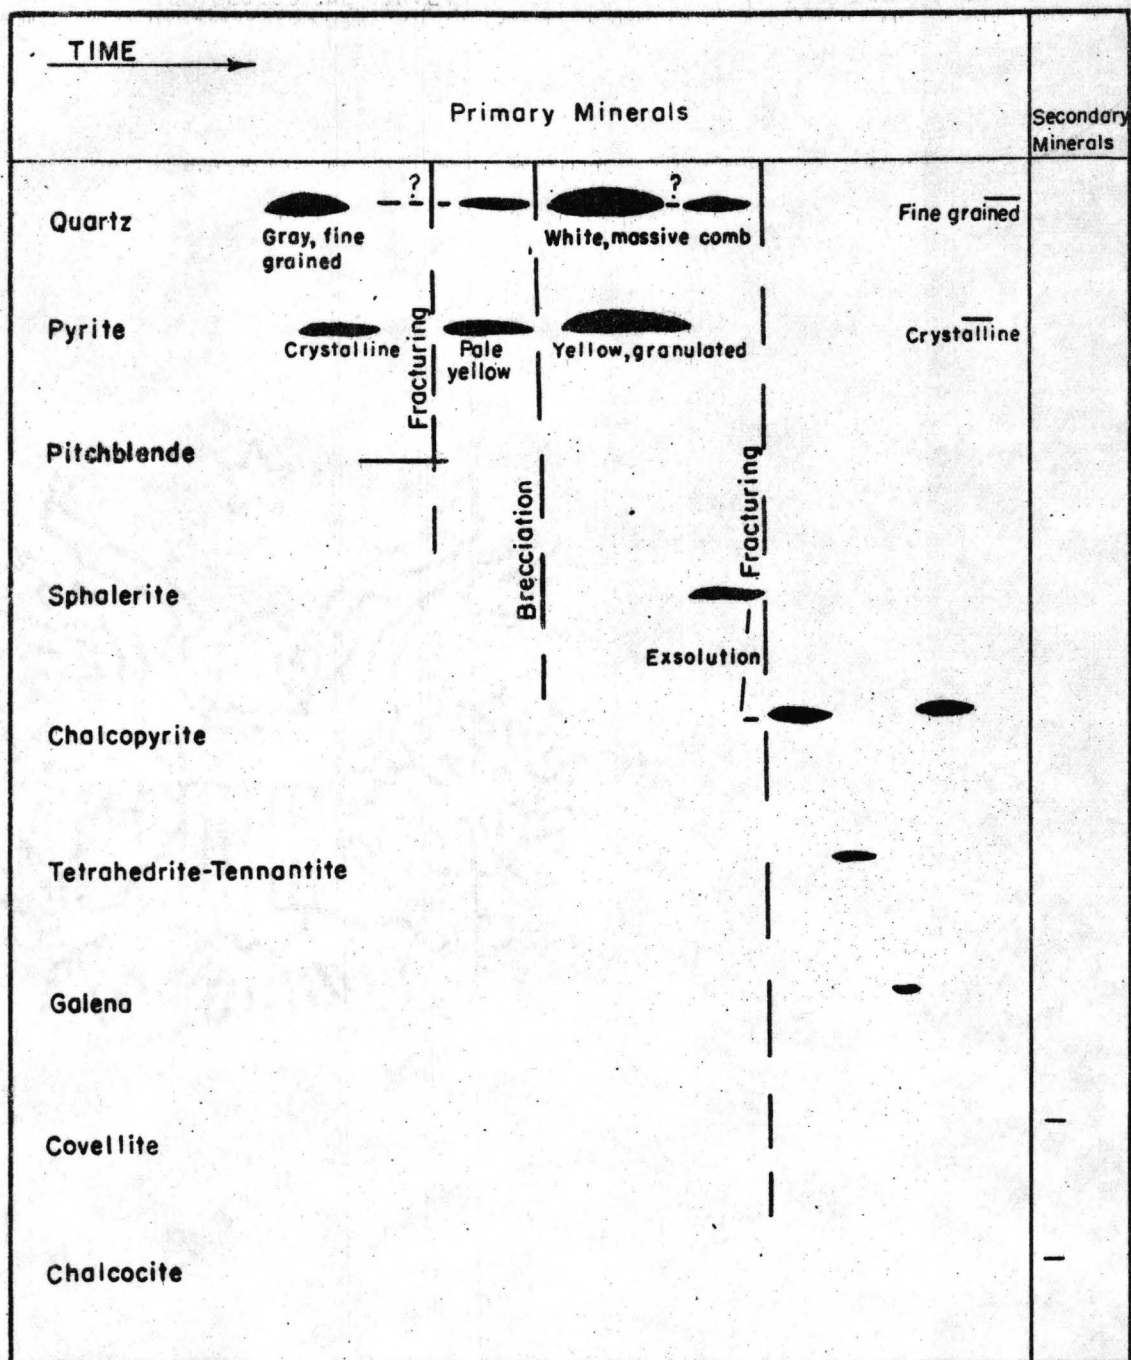 TIME
Primary Minerals
Secondary
Minerals
Quartz
?
?
Gray, fine
grained
White, massive comb
Fine grained
Pyrite
Crystalline
Pale
yellow
Yellow, granulated
Crystalline
Fracturing
Pitchblende
Brecciation
Fracturing
Sphalerite
Exsolution
Chalcopyrite
Tetrahedrite-Tennantite
Galena
Covellite
Chalcocite